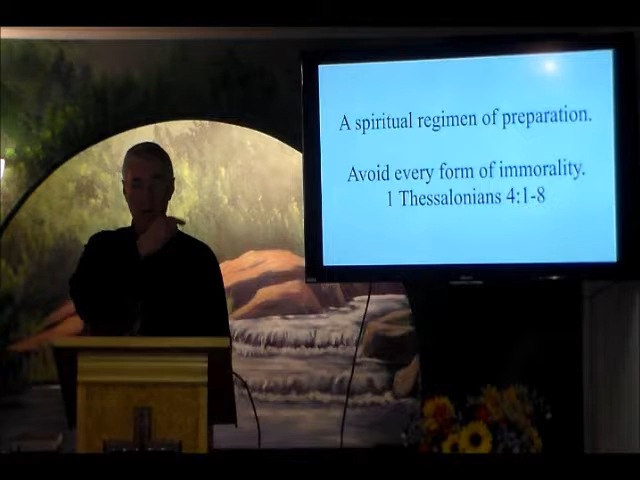 A spiritual regimen of preparation.
Avoid every form of immorality.
1 Thessalonians 4:1-8